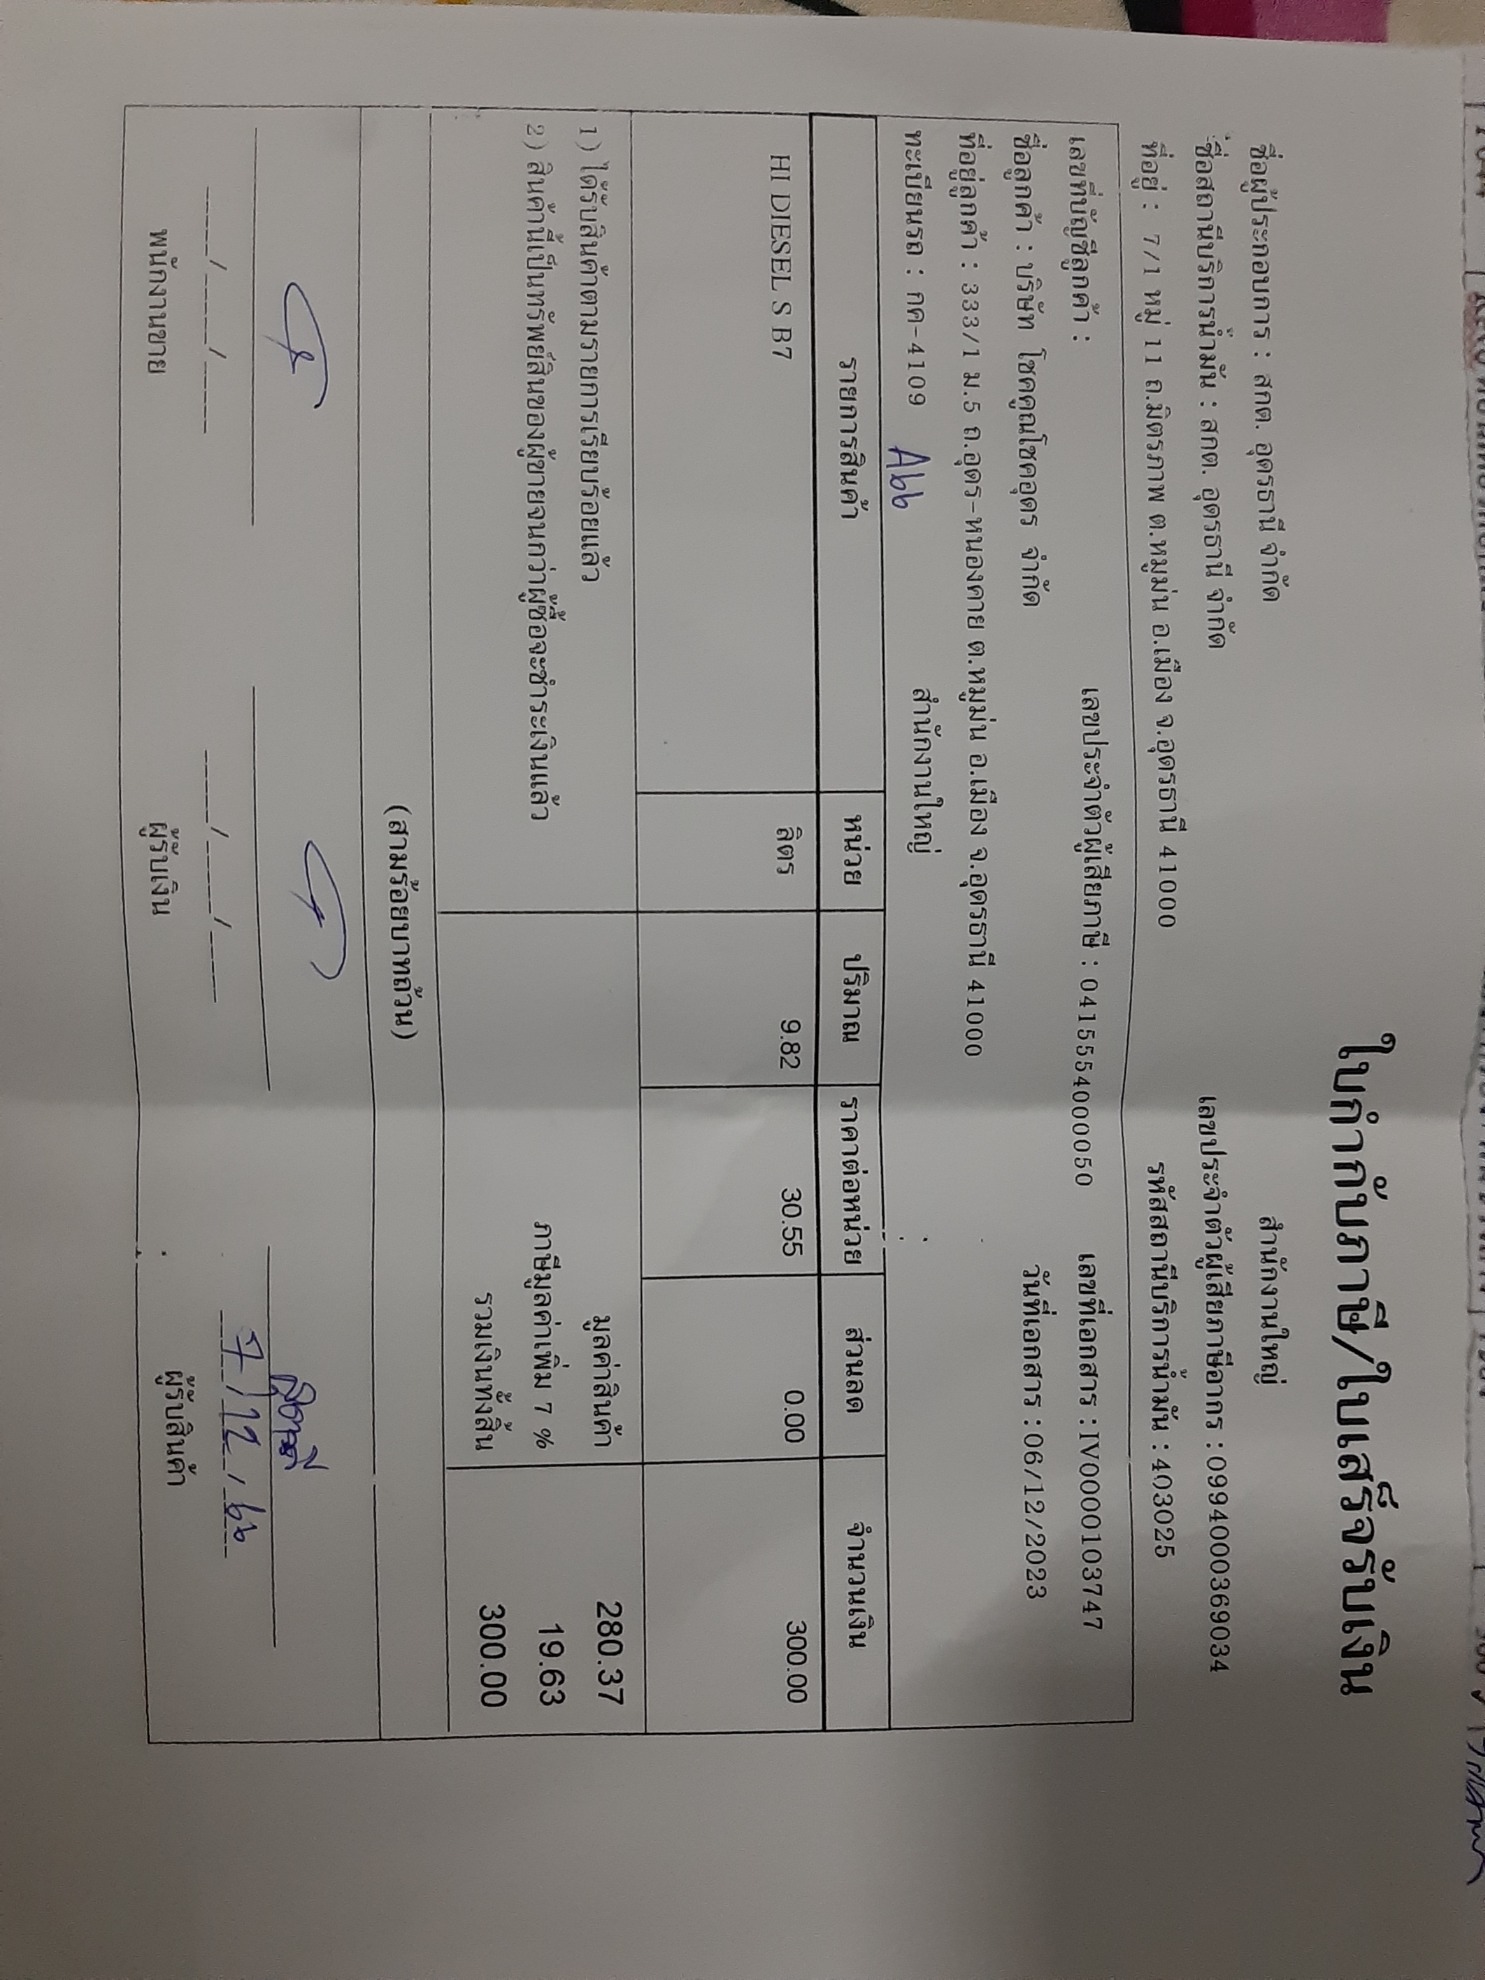 ใบกำกับภาษี/ใบเสร็จรับเงิน
ชื่อผู้ประกอบการ : สกต. อุดรธานี จำกัด สำนักงานใหญ่
ชื่อสถานีบริการน้ำมัน : สกต. อุดรธานี จำกัด เลขประจำตัวผู้เสียภาษีอากร : 0994000369034
ที่อยู่ : 7/1 หมู่ 11 ถ.มิตรภาพ ต.หมูม่น อ.เมือง จ.อุดรธานี 41000 รหัสสถานีบริการน้ำมัน : 403025
เลขที่บัญชีลูกค้า : เลขประจำตัวผู้เสียภาษี : 0415554000050 เลขที่เอกสาร : IV0000103747
ชื่อลูกค้า : บริษัท โชคคูณโชคอุดร จำกัด วันที่เอกสาร : 06/12/2023
ที่อยู่ลูกค้า : 333/1 ม.5 ถ.อุดร-หนองคาย ต.หมูม่น อ.เมือง จ.อุดรธานี 41000
ทะเบียนรถ : กค-4109 Abb สำนักงานใหญ่
รายการสินค้า หน่วย ปริมาณ ราคาต่อหน่วย ส่วนลด จำนวนเงิน
HI DIESEL S B7 ลิตร 9.82 30.55 0.00 300.00
1) ได้รับสินค้าตามรายการเรียบร้อยแล้ว มูลค่าสินค้า 280.37
2) สินค้านี้เป็นทรัพย์สินของผู้ขายจนกว่าผู้ซื้อจะชำระเงินแล้ว ภาษีมูลค่าเพิ่ม 7 % 19.63
รวมเงินทั้งสิ้น 300.00
(สามร้อยบาทถ้วน)
____/____/____ ____/____/____ 7/12/66
พนักงานขาย ผู้รับเงิน ผู้รับสินค้า